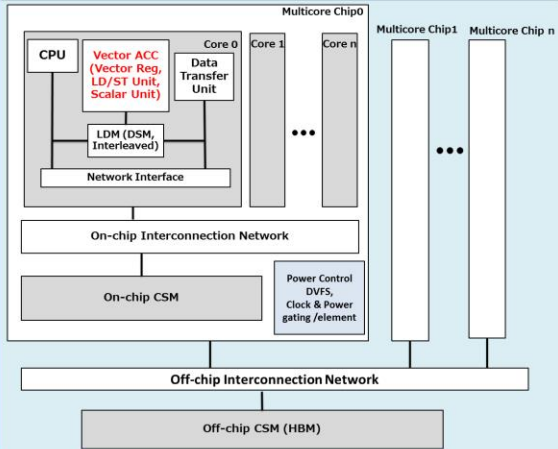 Multicore Chip0
Multicore Chip1
Multicore Chip n
Core 0
Core 1
Core n
CPU
Vector ACC
(Vector Reg,
LD/ST Unit,
Scalar Unit)
Data
Transfer
Unit
LDM (DSM,
Interleaved)
Network Interface
On-chip Interconnection Network
On-chip CSM
Power Control
DVFS,
Clock & Power
gating /element
Off-chip Interconnection Network
Off-chip CSM (HBM)